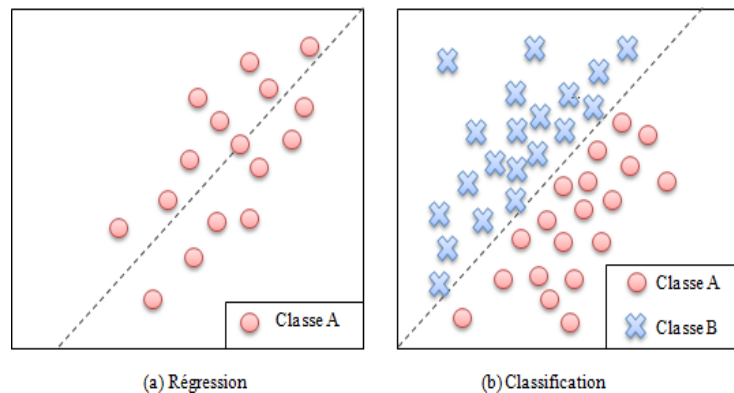 Classe A
Classe A
Classe B
(a) Régression
(b) Classification